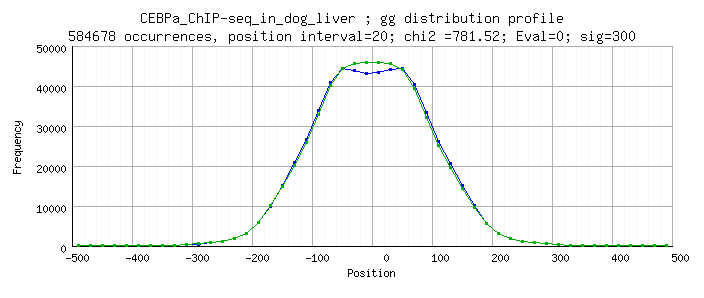 CEBPa_ChIP-seq_in_dog_liver ; gg distribution profile
584678 occurrences, position interval=20; chi2 =781.52; Eval=0; sig=300
50000
40000
30000
20000
10000
0
Frequency
-500 -400 -300 -200 -100 0 100 200 300 400 500
Position